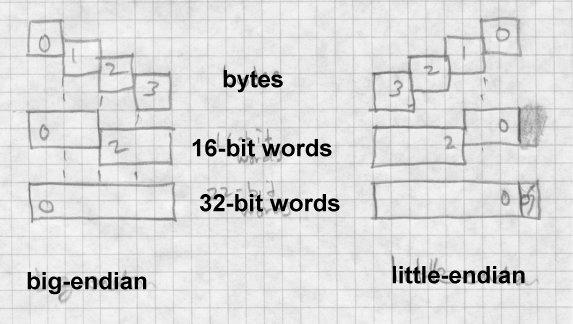 0 0
1 1
2 2
3 bytes 3
0 0
2 16-bit words 2
0 32-bit words 0
big-endian little-endian